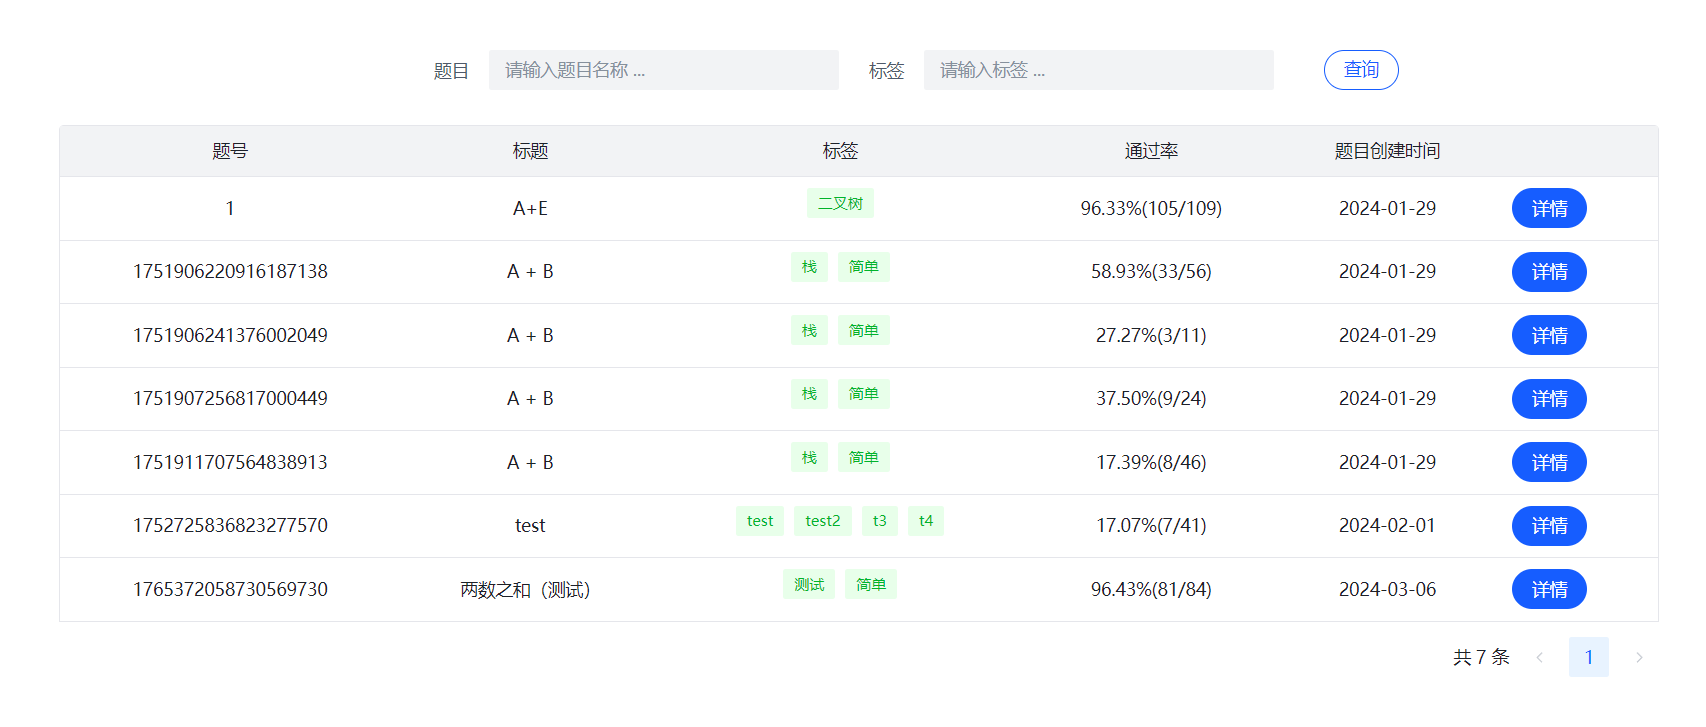 题目 请输入题目名称 ... 标签 请输入标签 ... 查询
题号 标题 标签 通过率 题目创建时间
1 A+E 二叉树 96.33%(105/109) 2024-01-29 详情
1751906220916187138 A + B 栈 简单 58.93%(33/56) 2024-01-29 详情
1751906241376002049 A + B 栈 简单 27.27%(3/11) 2024-01-29 详情
1751907256817000449 A + B 栈 简单 37.50%(9/24) 2024-01-29 详情
1751911707564838913 A + B 栈 简单 17.39%(8/46) 2024-01-29 详情
1752725836823277570 test test test2 t3 t4 17.07%(7/41) 2024-02-01 详情
1765372058730569730 两数之和（测试） 测试 简单 96.43%(81/84) 2024-03-06 详情
共 7 条 1